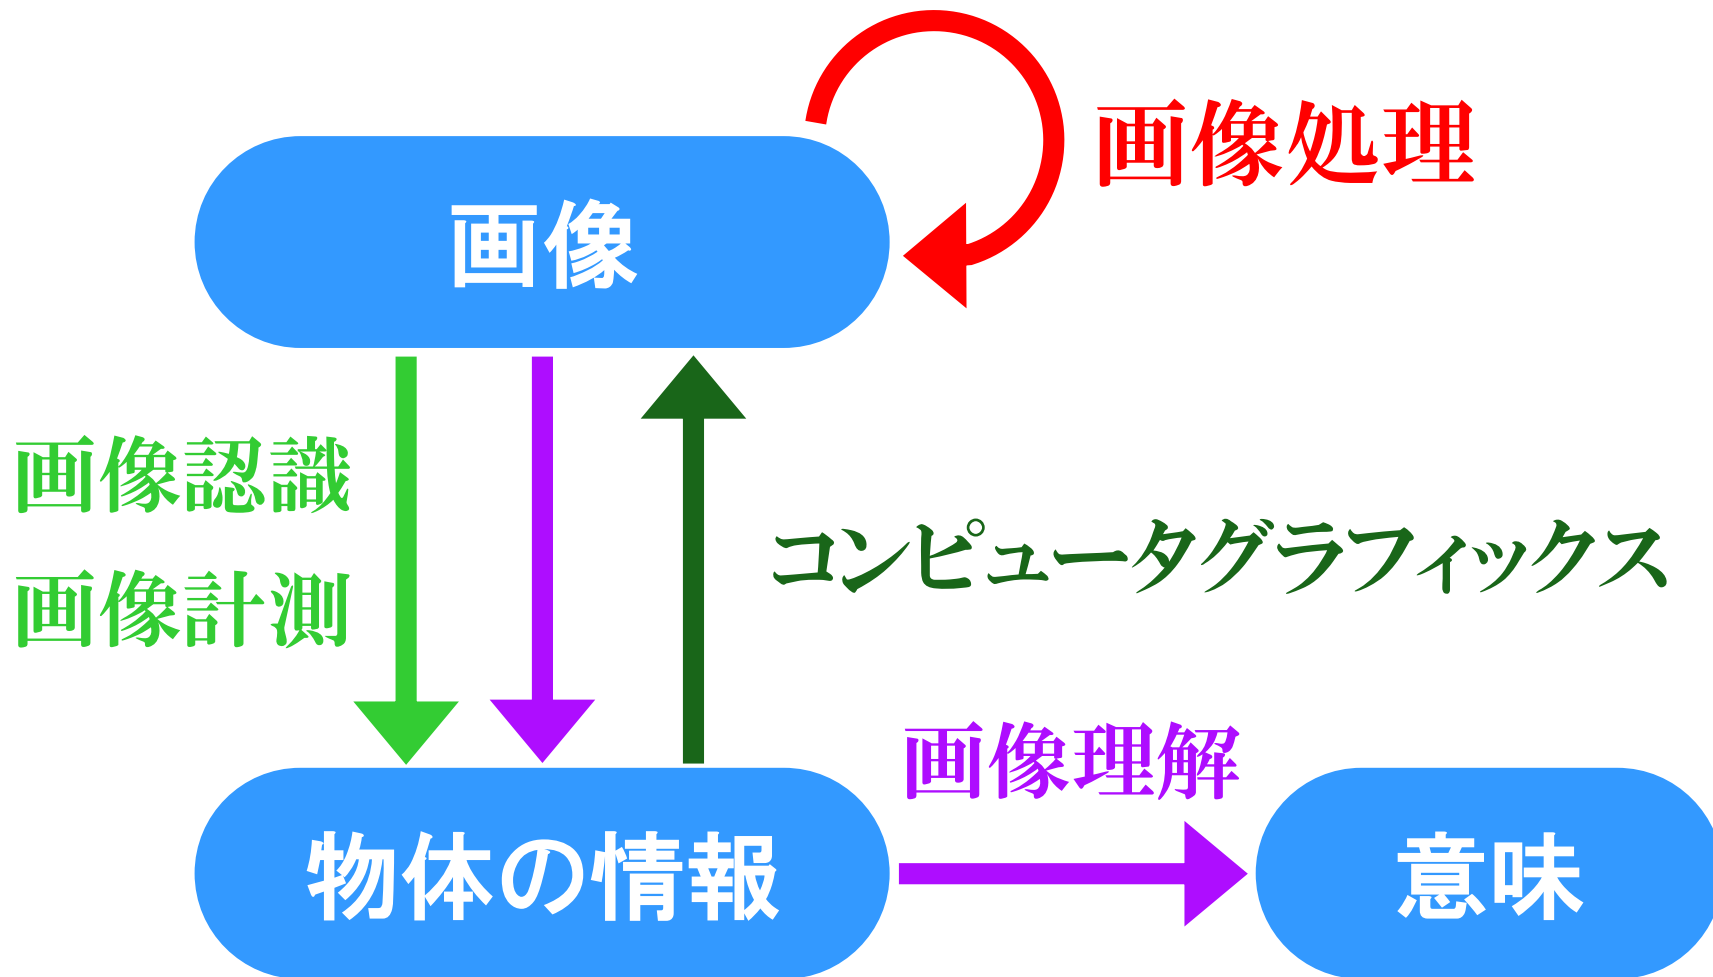 画像処理
画像
画像認識
画像計測
コンピュータグラフィックス
画像理解
物体の情報
意味